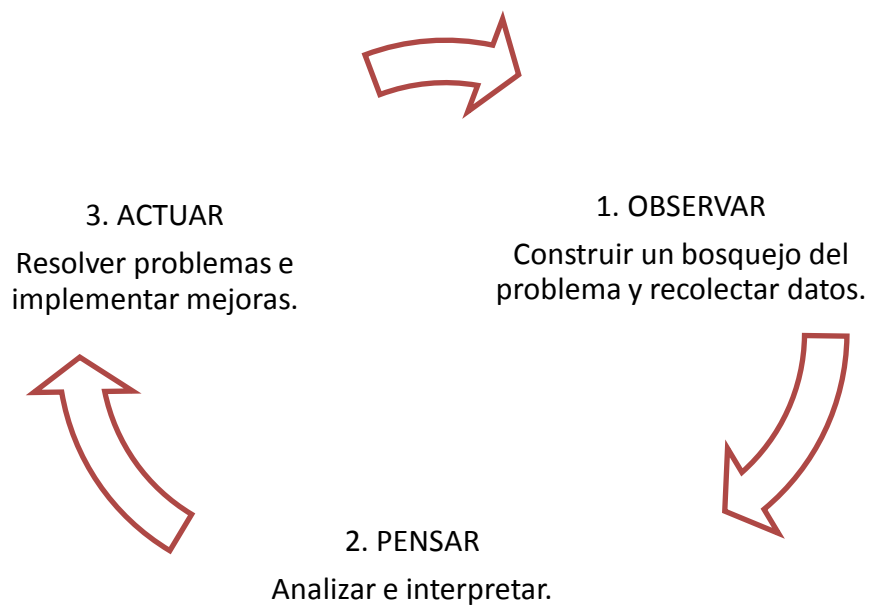 1. OBSERVAR
Construir un bosquejo del
problema y recolectar datos.
2. PENSAR
Analizar e interpretar.
3. ACTUAR
Resolver problemas e
implementar mejoras.